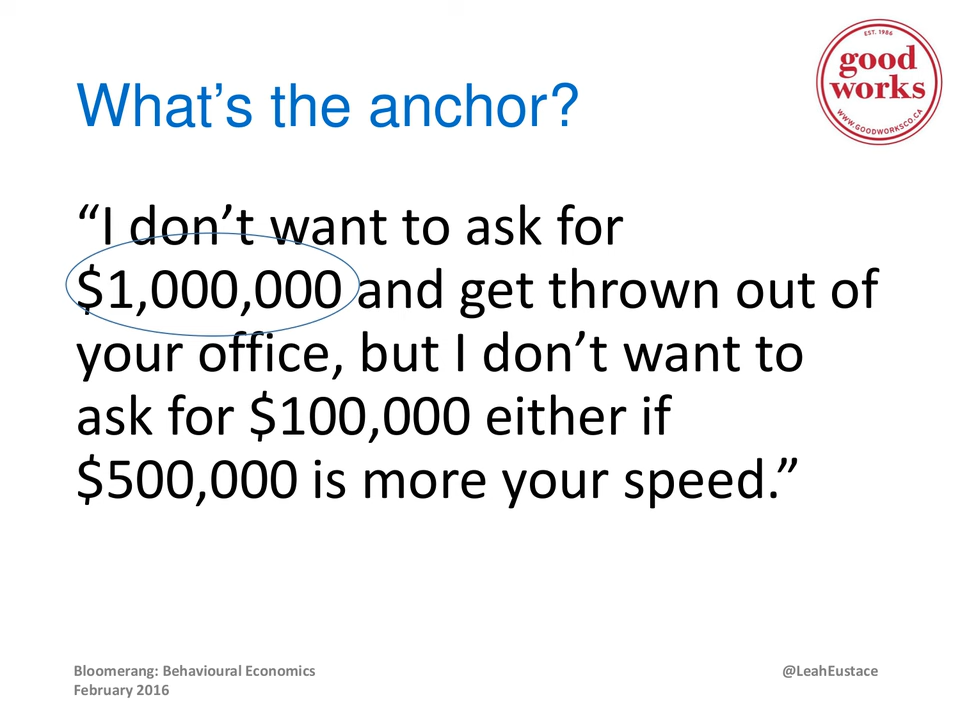 EST. 1986
good
works
WWW.GOODWORKSCO.CA
What’s the anchor?
“I don’t want to ask for
$1,000,000 and get thrown out of
your office, but I don’t want to
ask for $100,000 either if
$500,000 is more your speed.”
Bloomerang: Behavioural Economics
February 2016
@LeahEustace